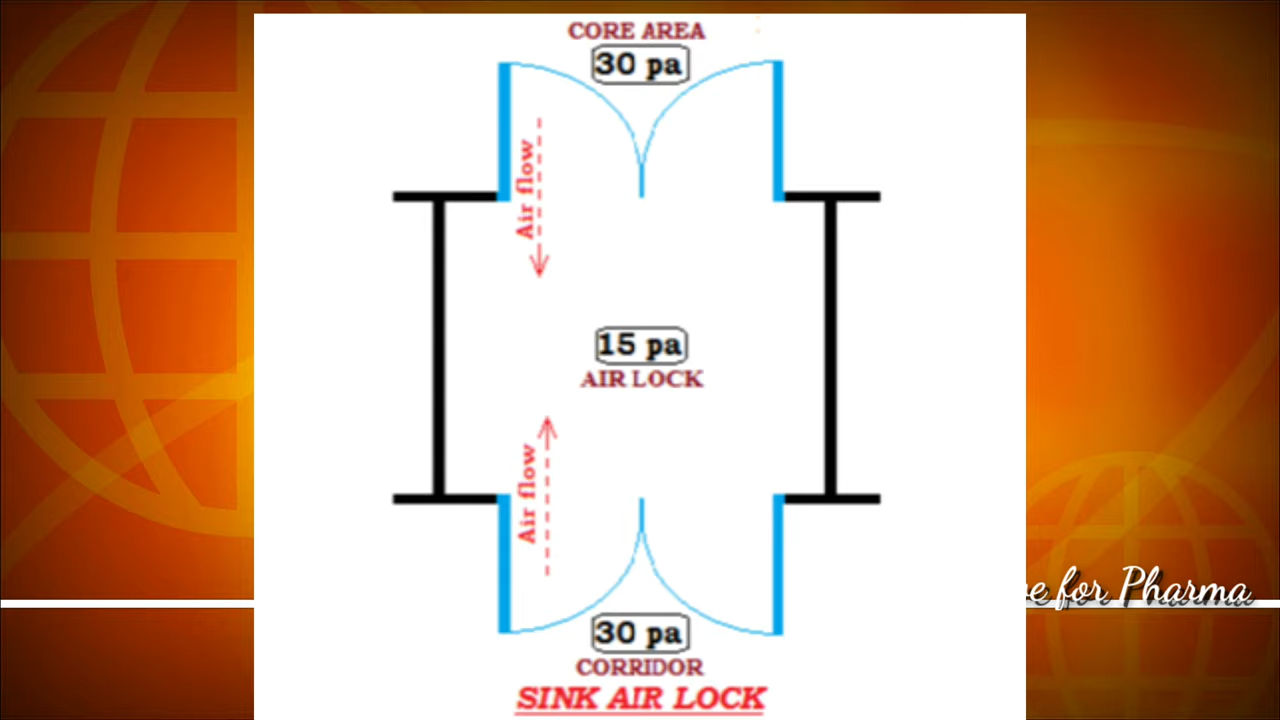 CORE AREA
30 pa
Air flow
15 pa
AIR LOCK
Air flow
for Pharma
30 pa
CORRIDOR
SINK AIR LOCK